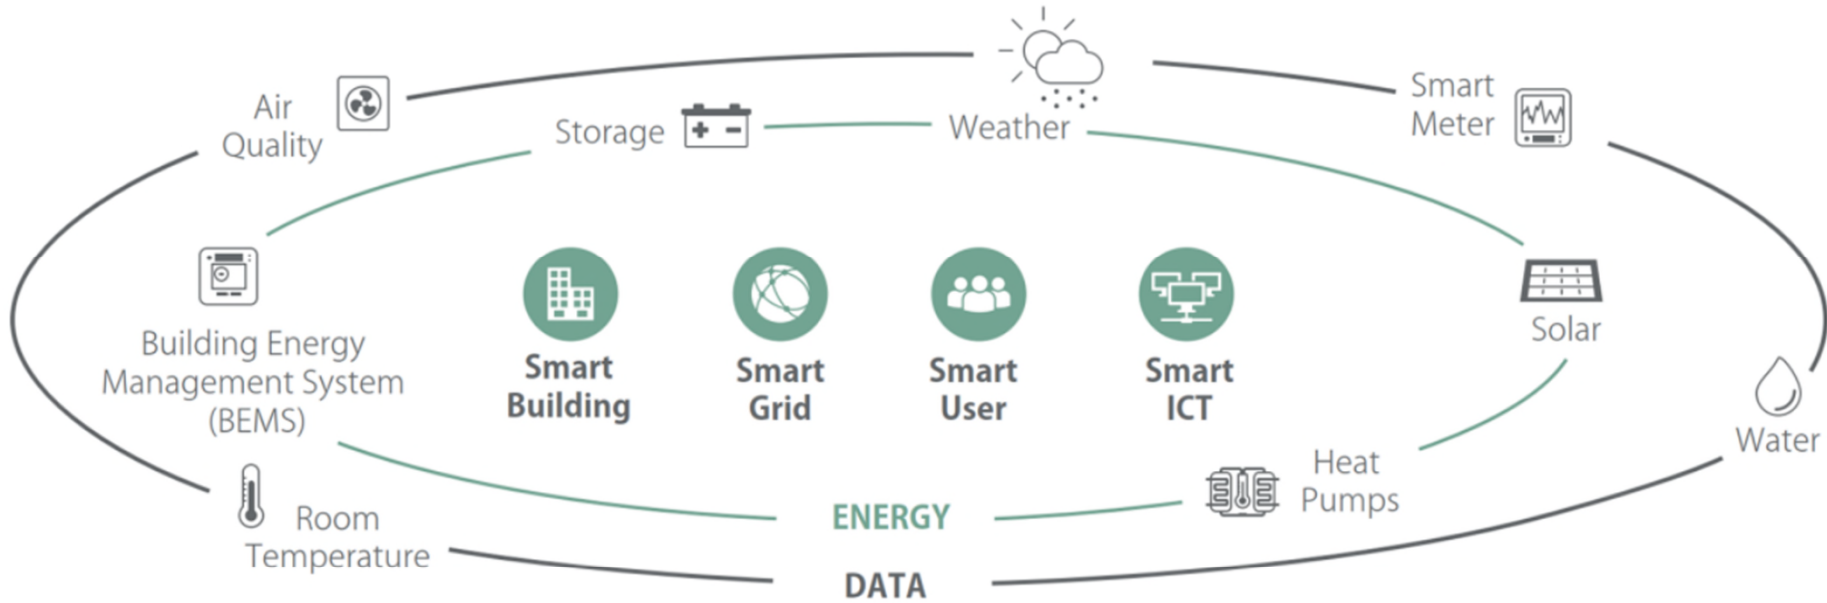 Air
Quality
Storage
Weather
Smart
Meter
Building Energy
Management System
(BEMS)
Smart
Building
Smart
Grid
Smart
User
Smart
ICT
Solar
Water
Heat
Pumps
Room
Temperature
ENERGY
DATA